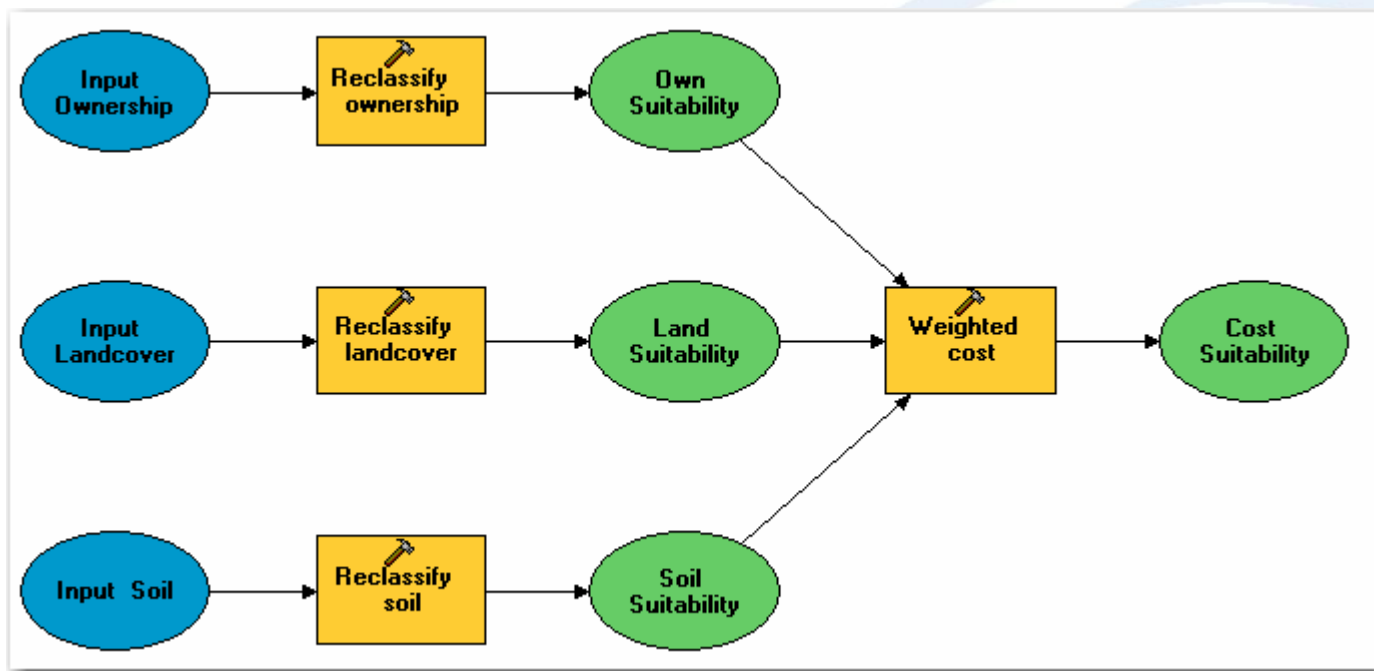 Input
Ownership
Reclassify
ownership
Own
Suitability
Input
Landcover
Reclassify
landcover
Land
Suitability
Weighted
cost
Cost
Suitability
Input Soil
Reclassify
soil
Soil
Suitability